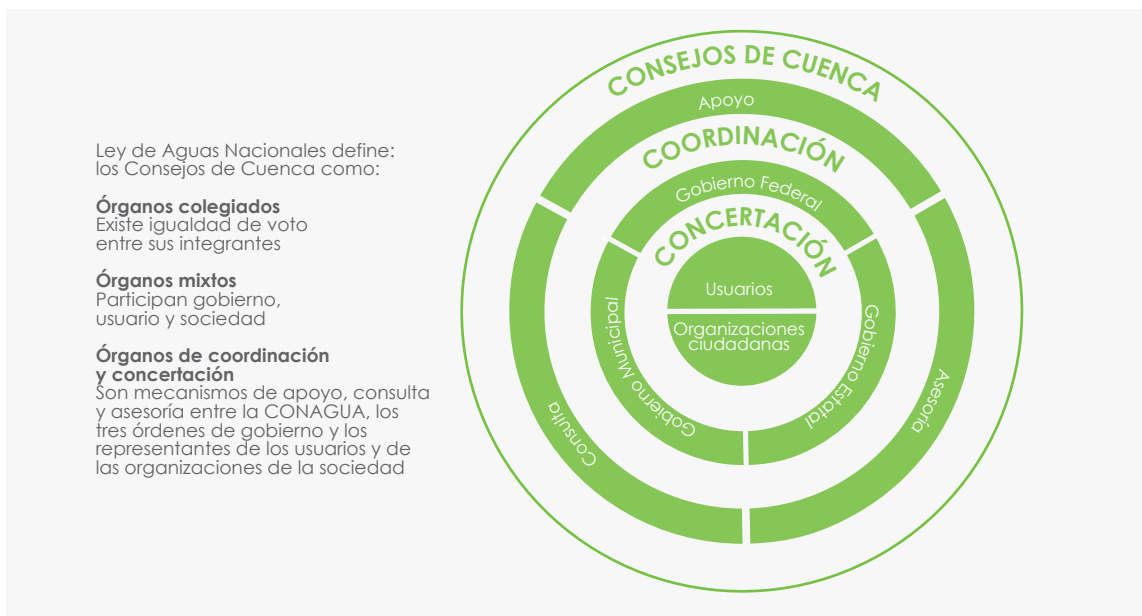 Ley de Aguas Nacionales define:
los Consejos de Cuenca como:
Órganos colegiados
Existe igualdad de voto
entre sus integrantes
Órganos mixtos
Participan gobierno,
usuario y sociedad
Órganos de coordinación
y concertación
Son mecanismos de apoyo, consulta
y asesoría entre la CONAGUA, los
tres órdenes de gobierno y los
representantes de los usuarios y de
las organizaciones de la sociedad
CONSEJOS DE CUENCA
Apoyo
COORDINACIÓN
Gobierno Federal
CONCERTACIÓN
Usuarios
Organizaciones
ciudadanas
Gobierno Municipal
Gobierno Estatal
Consulta
Asesoría